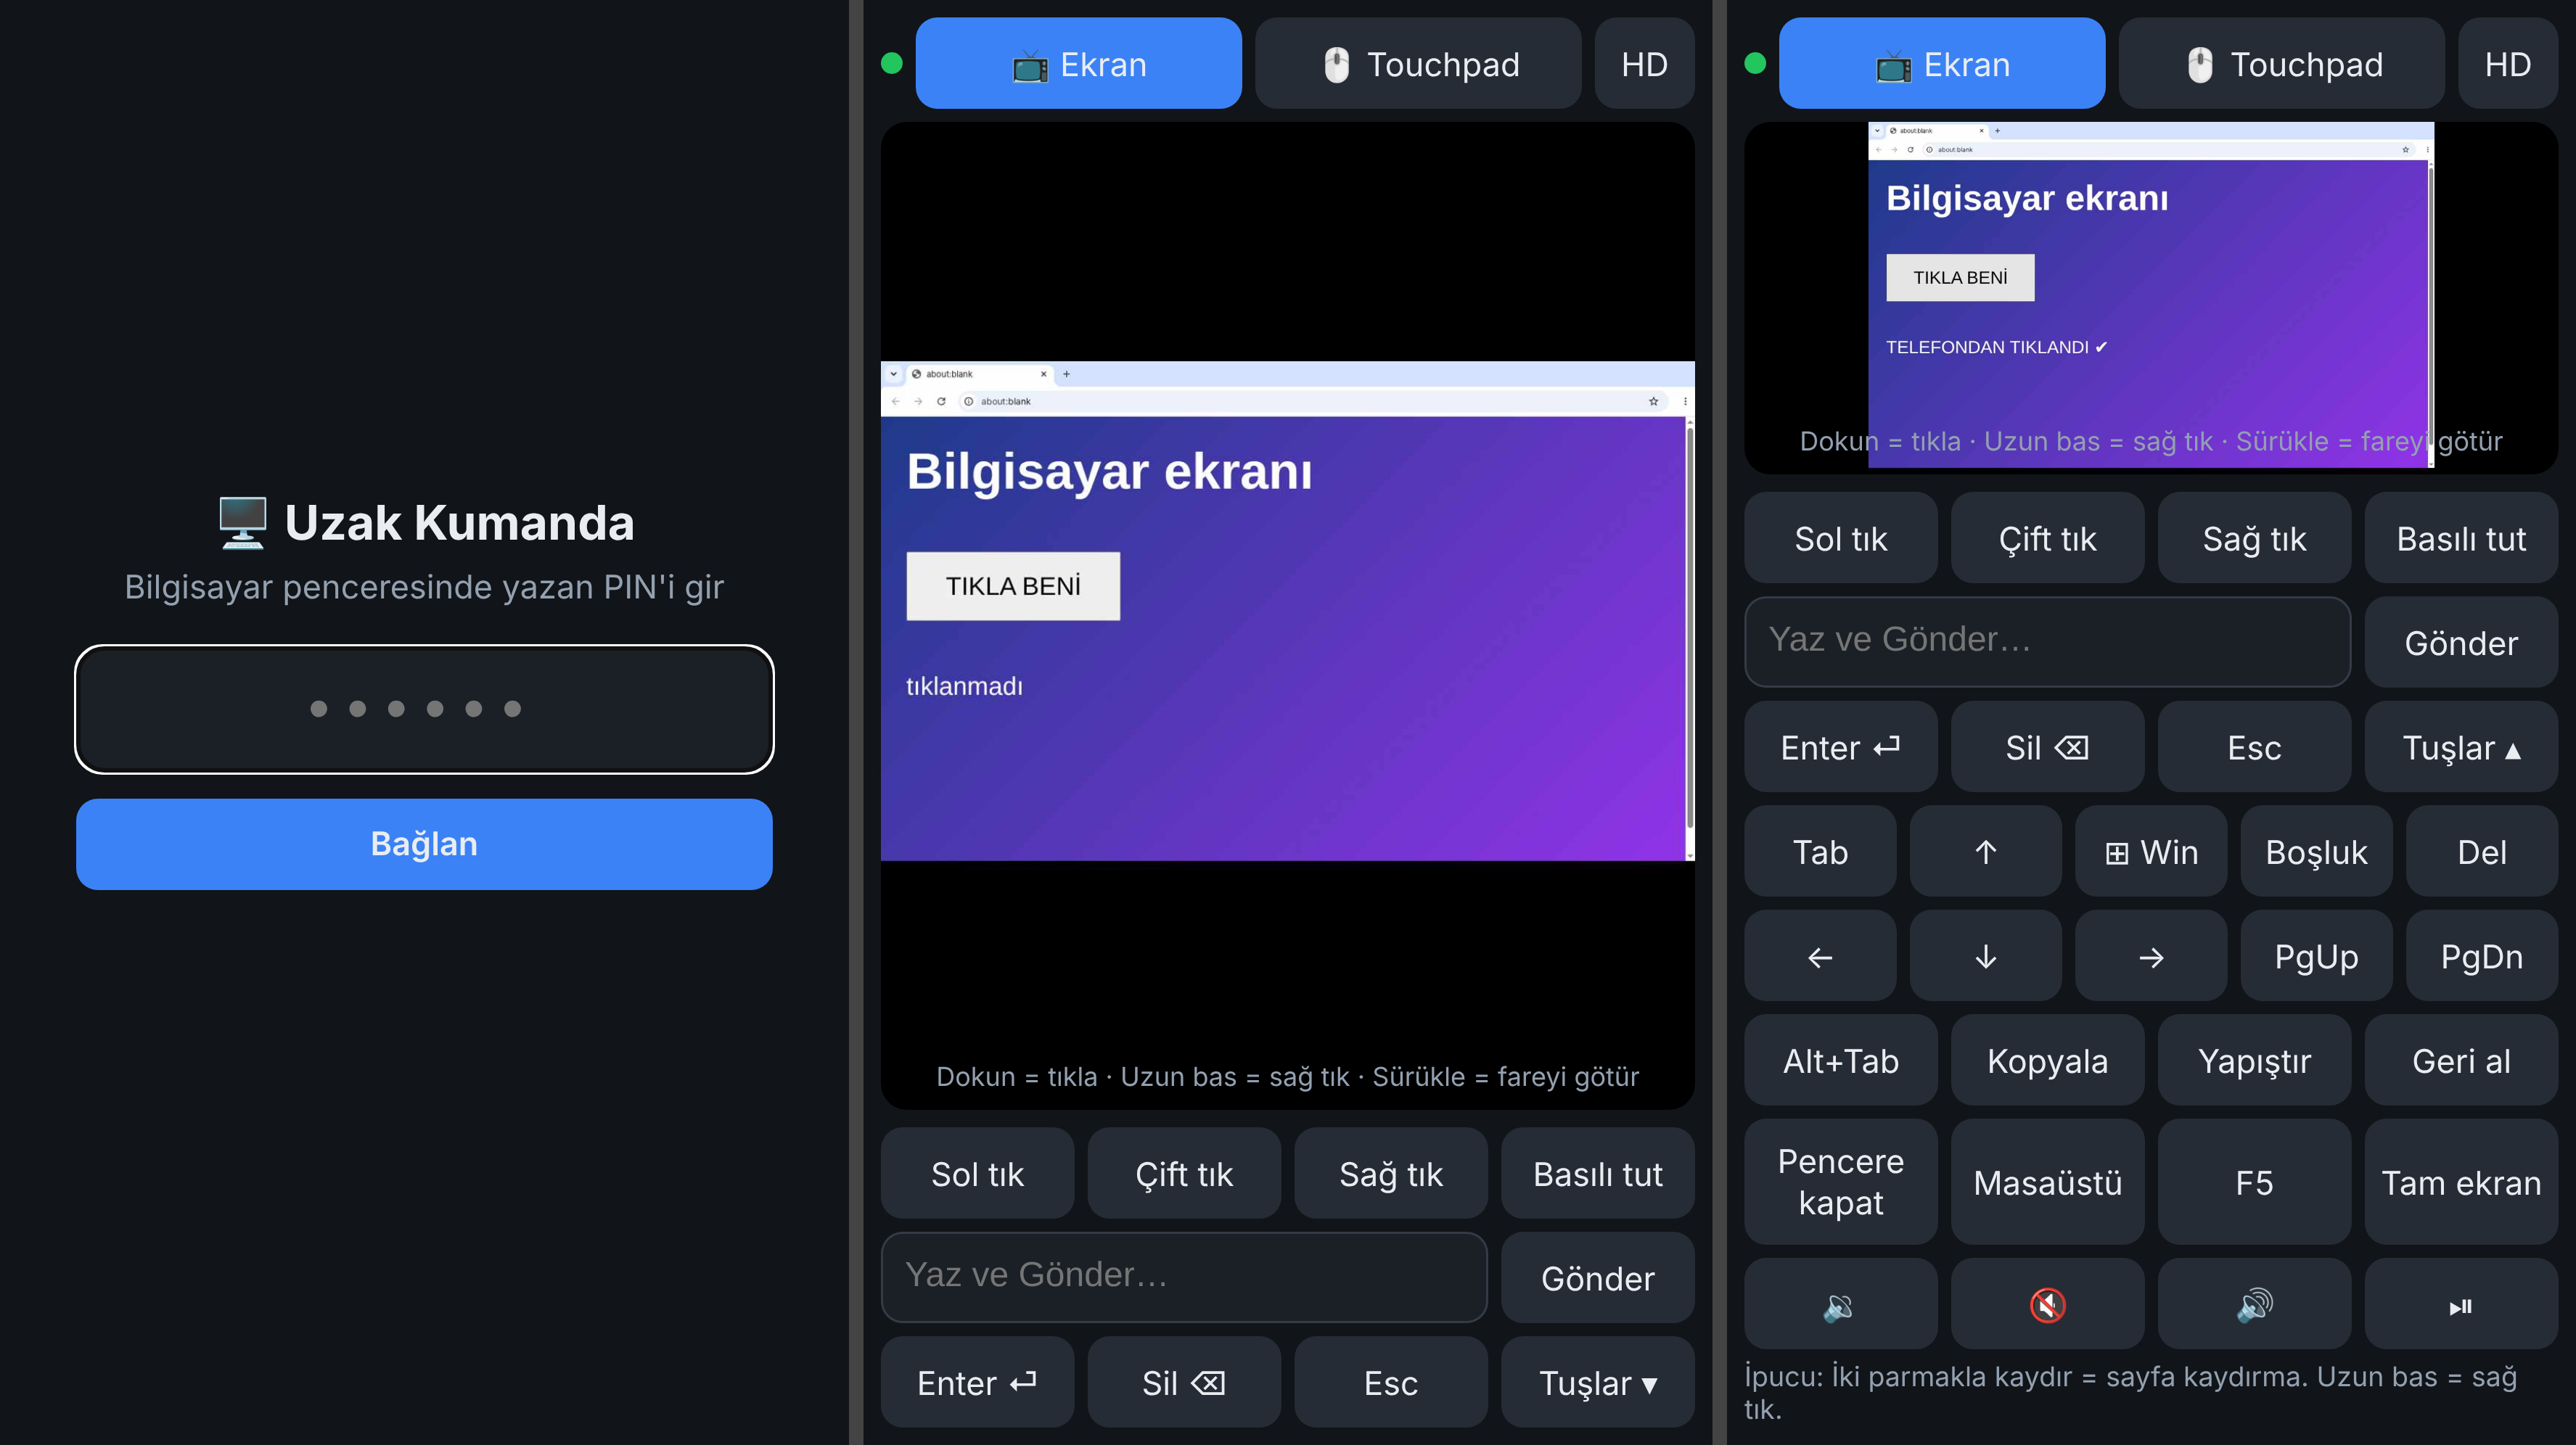 🖥️ Uzak Kumanda
Bilgisayar penceresinde yazan PIN'i gir
● ● ● ● ● ●
Bağlan
📺 Ekran
🖱️ Touchpad
HD
about:blank
about:blank
Bilgisayar ekranı
TIKLA BENİ
tıklanmadı
Dokun = tıkla · Uzun bas = sağ tık · Sürükle = fareyi götür
Sol tık
Çift tık
Sağ tık
Basılı tut
Yaz ve Gönder…
Gönder
Enter ⏎
Sil ⌫
Esc
Tuşlar ▾
📺 Ekran
🖱️ Touchpad
HD
about:blank
about:blank
Bilgisayar ekranı
TIKLA BENİ
TELEFONDAN TIKLANDI ✔
Dokun = tıkla · Uzun bas = sağ tık · Sürükle = fareyi götür
Sol tık
Çift tık
Sağ tık
Basılı tut
Yaz ve Gönder…
Gönder
Enter ⏎
Sil ⌫
Esc
Tuşlar ▴
Tab
↑
⊞ Win
Boşluk
Del
←
↓
→
PgUp
PgDn
Alt+Tab
Kopyala
Yapıştır
Geri al
Pencere
kapat
Masaüstü
F5
Tam ekran
🔉
🔇
🔊
⏯
İpucu: İki parmakla kaydır = sayfa kaydırma. Uzun bas = sağ
tık.